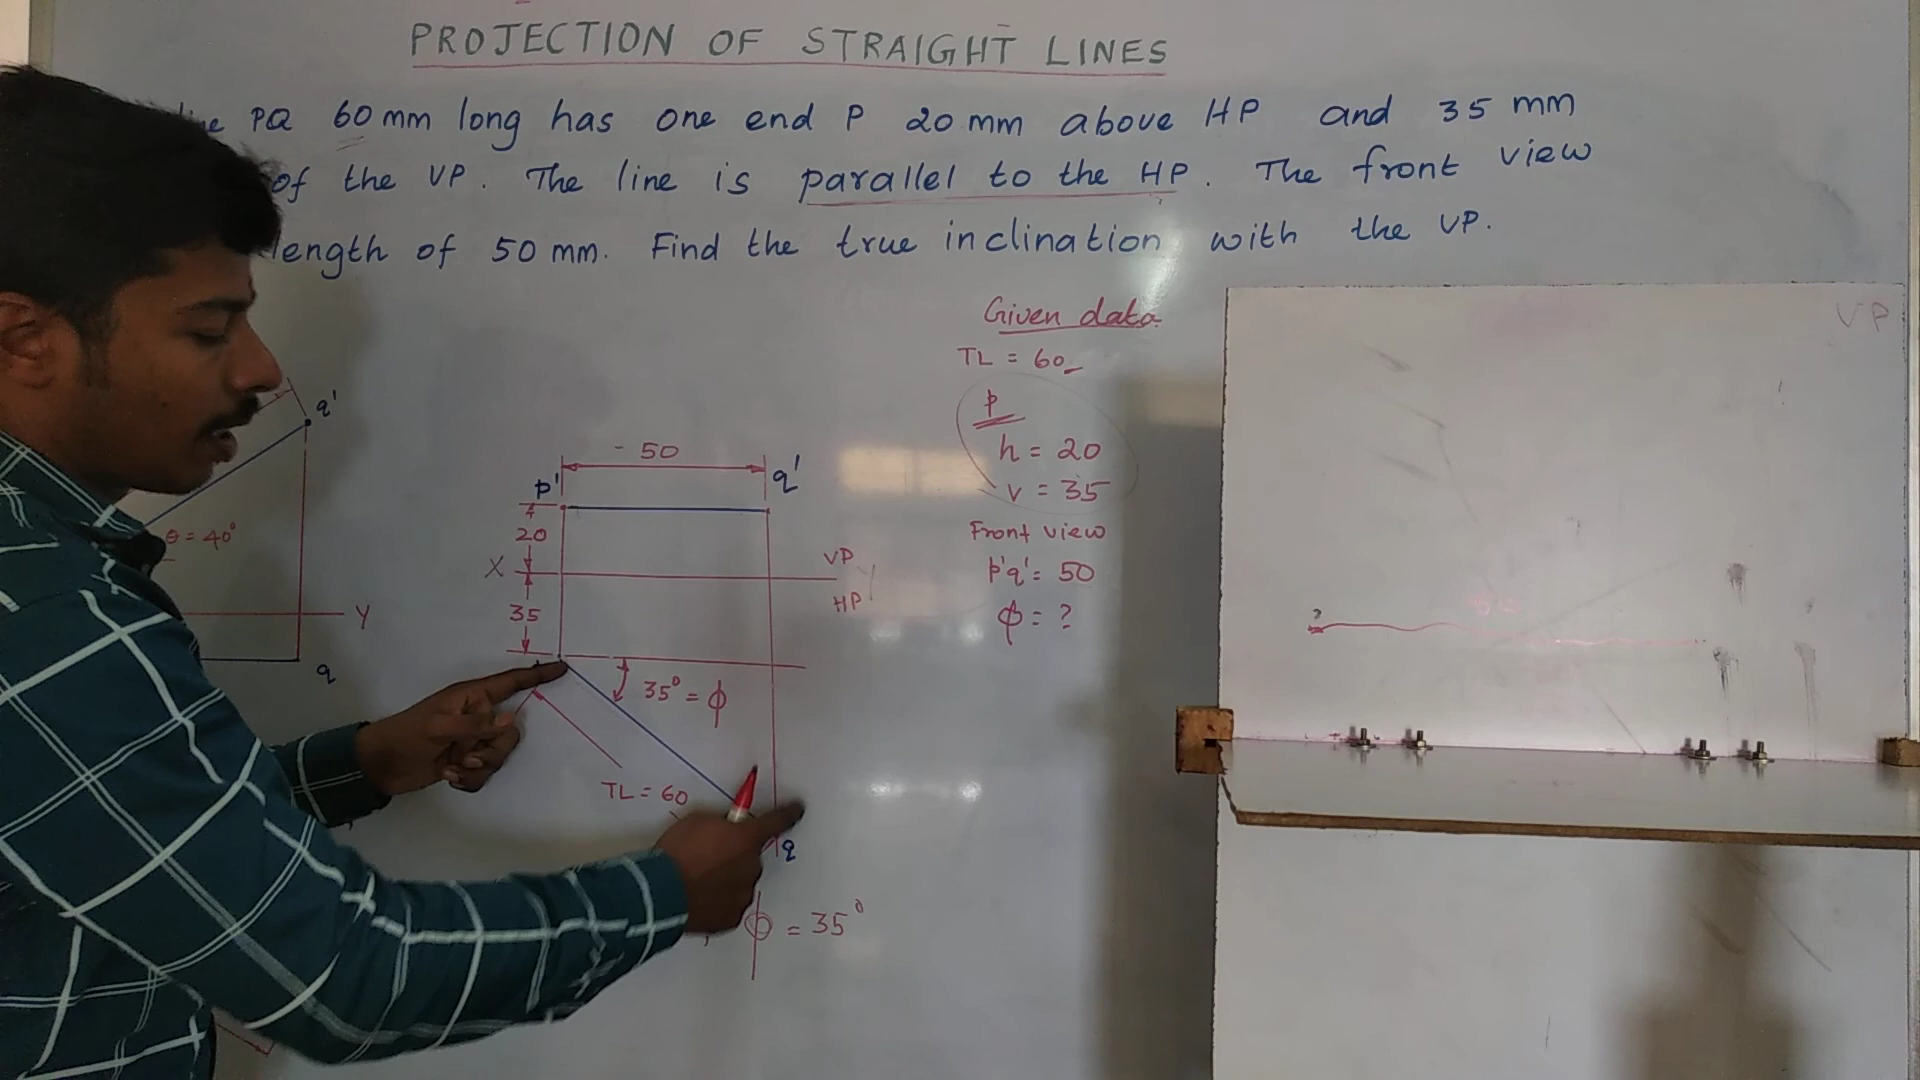 PROJECTION OF STRAIGHT LINES
PQ 60 mm long has one end P 20 mm above HP and 35 mm
of the VP. The line is parallel to the HP. The front view
length of 50 mm. Find the true inclination with the VP.
Given data
TL = 60
P
h = 20
v = 35
Front view
p'q' = 50
ϕ = ?
q'
θ = 40°
Y
q
50
p'
q'
20
X
VP
HP
Y
35
35° = ϕ
TL = 60
q
ϕ = 35°
VP